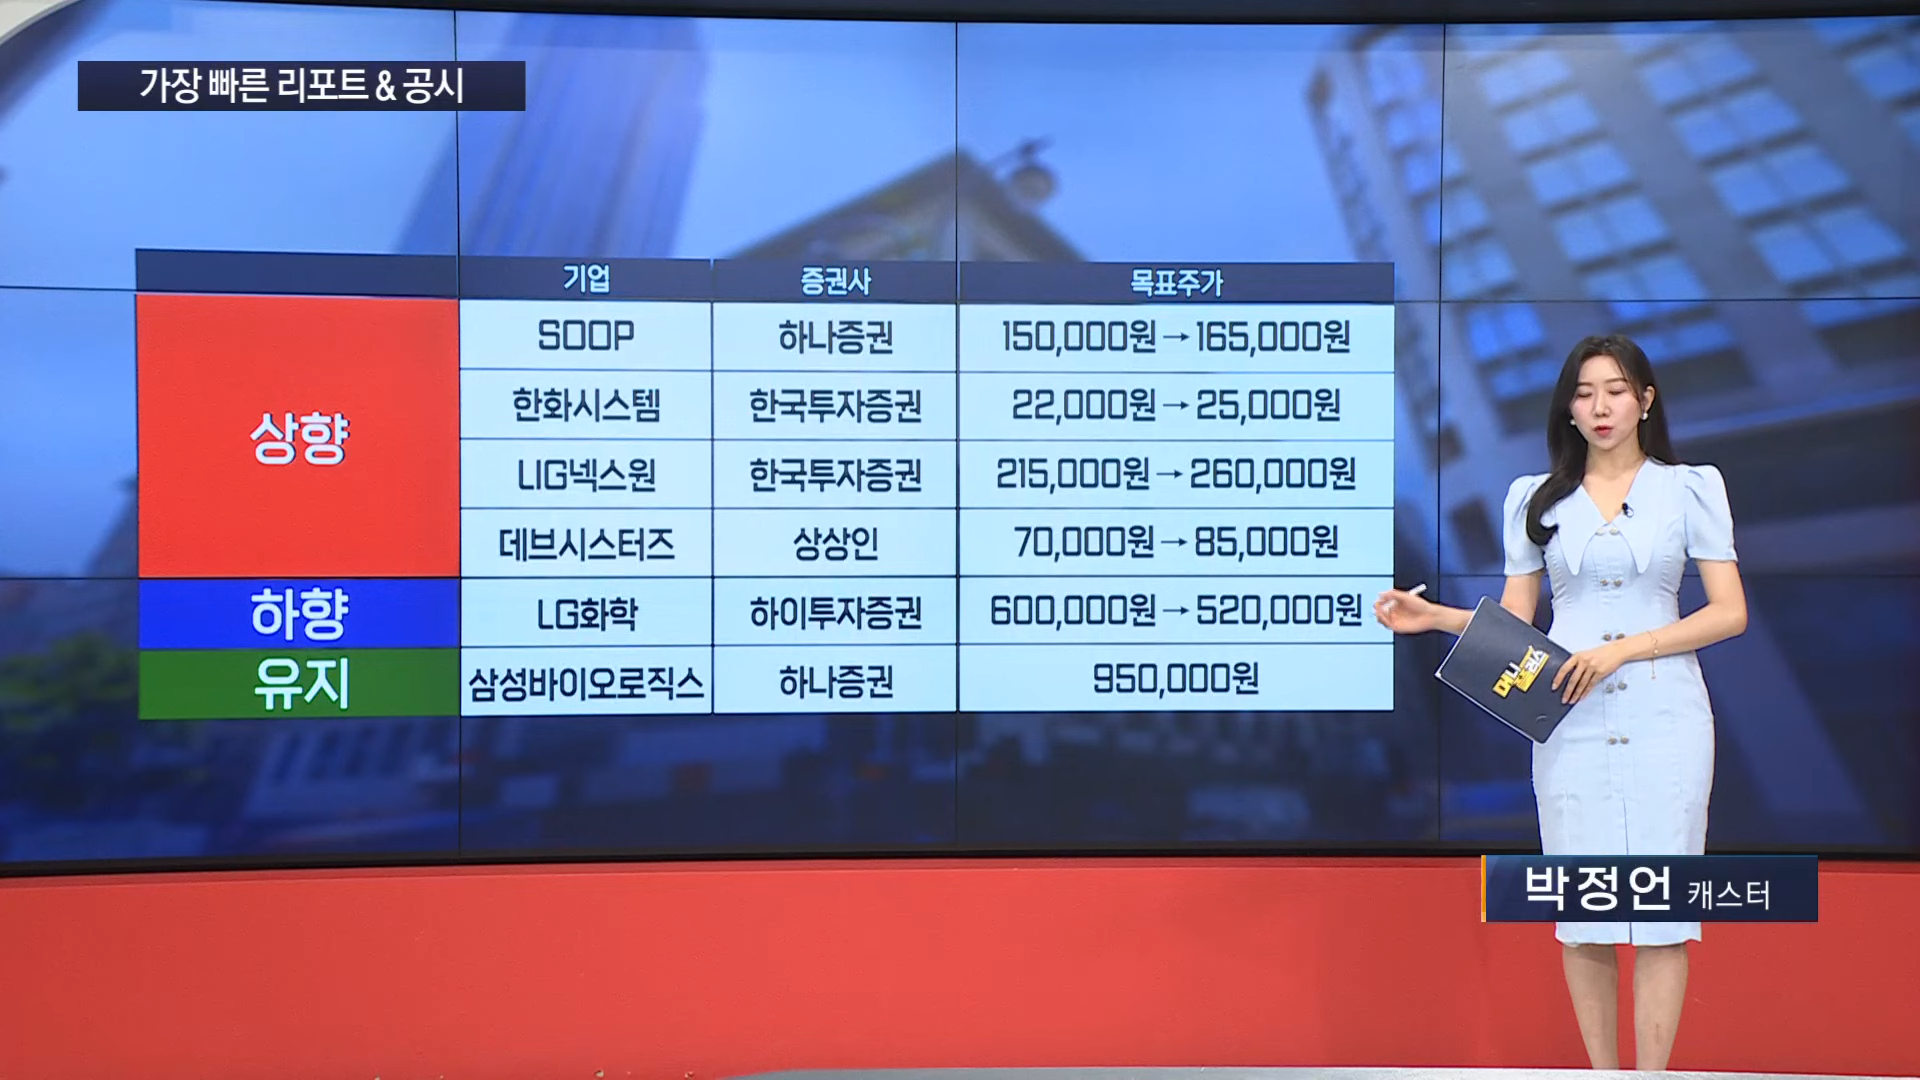 가장 빠른 리포트 & 공시
기업 증권사 목표주가
상향
SOOP 하나증권 150,000원→165,000원
한화시스템 한국투자증권 22,000원→25,000원
LIG넥스원 한국투자증권 215,000원→260,000원
데브시스터즈 상상인 70,000원→85,000원
하향 LG화학 하이투자증권 600,000원→520,000원
유지 삼성바이오로직스 하나증권 950,000원
머니
플러스
박정언 캐스터